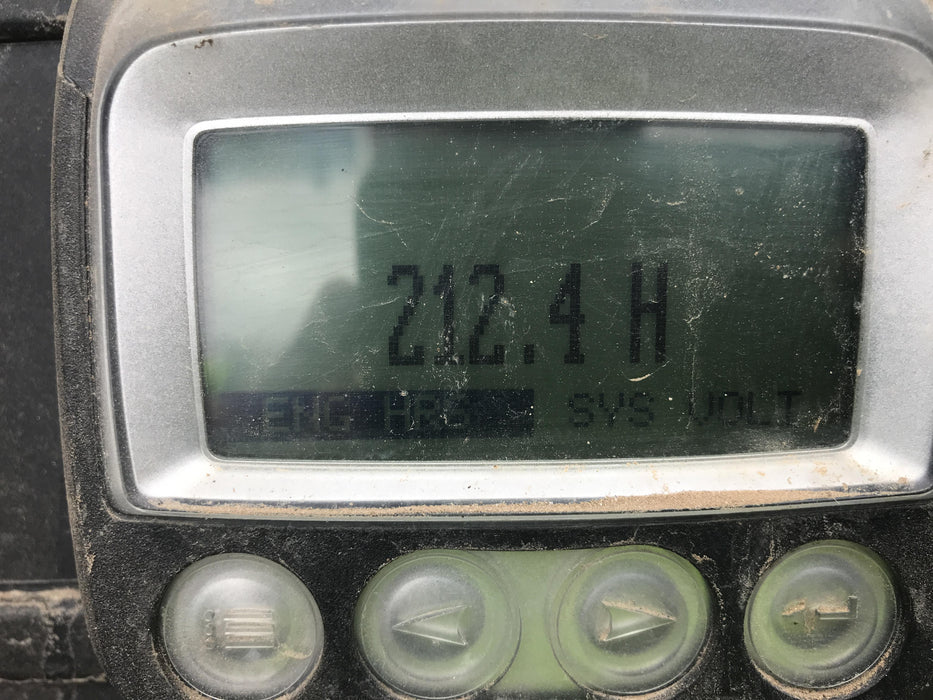 212.4 H
ENG HRS SYS VOLT